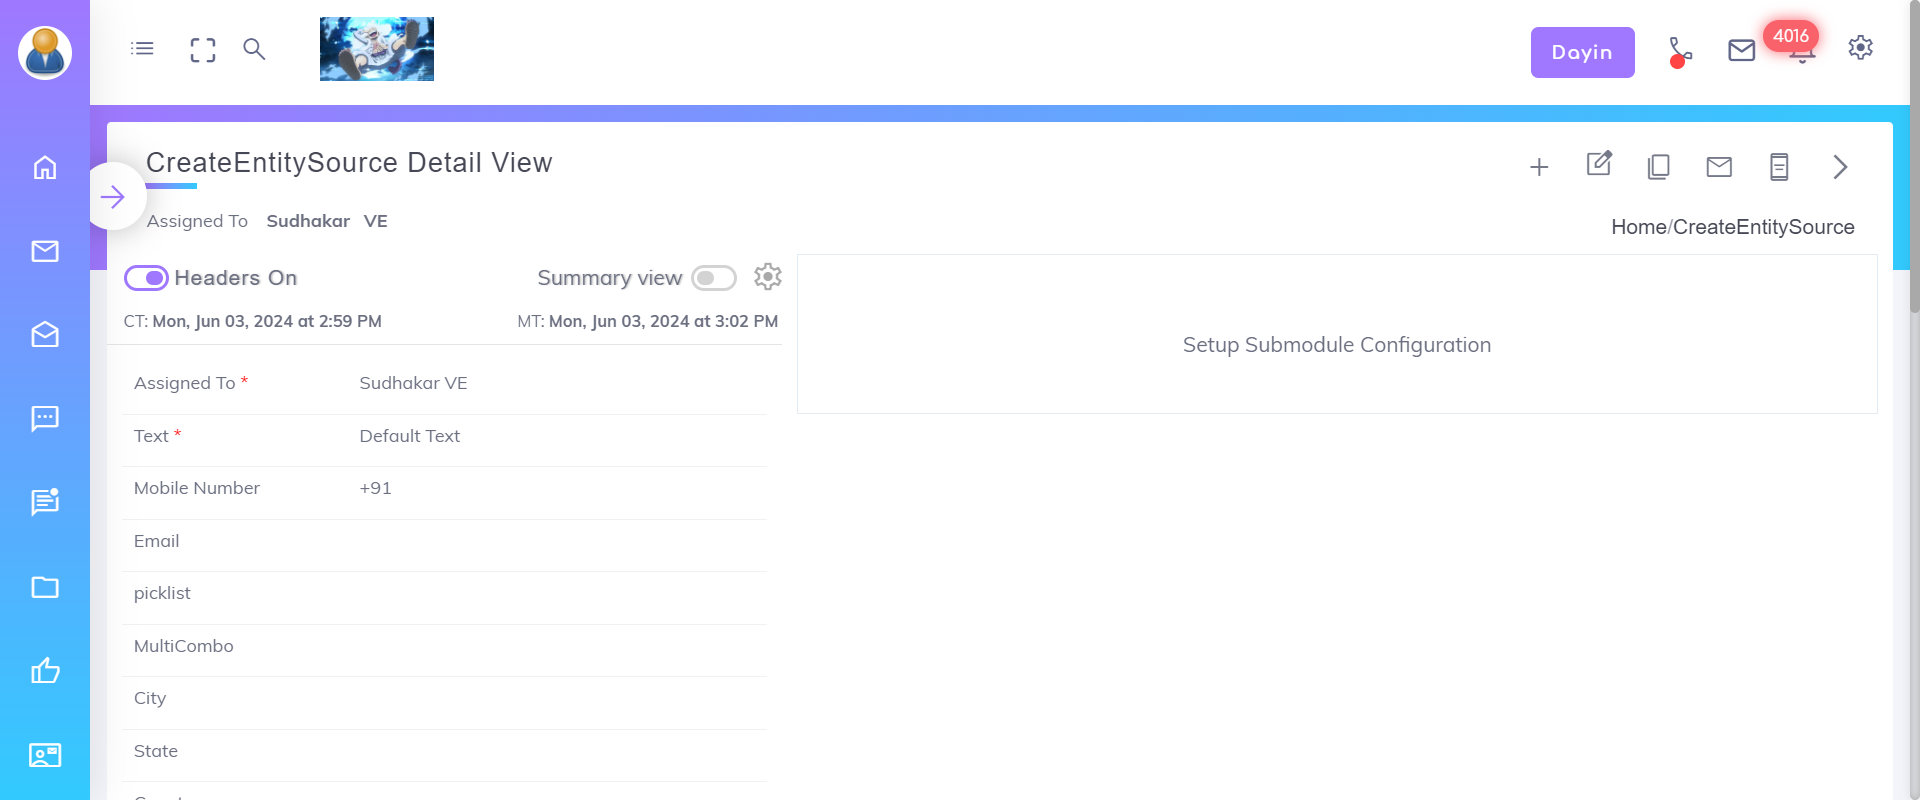 Dayin
4016
CreateEntitySource Detail View
Assigned To Sudhakar VE
Home/CreateEntitySource
Headers On
Summary view
CT: Mon, Jun 03, 2024 at 2:59 PM
MT: Mon, Jun 03, 2024 at 3:02 PM
Setup Submodule Configuration
Assigned To * Sudhakar VE
Text * Default Text
Mobile Number +91
Email
picklist
MultiCombo
City
State